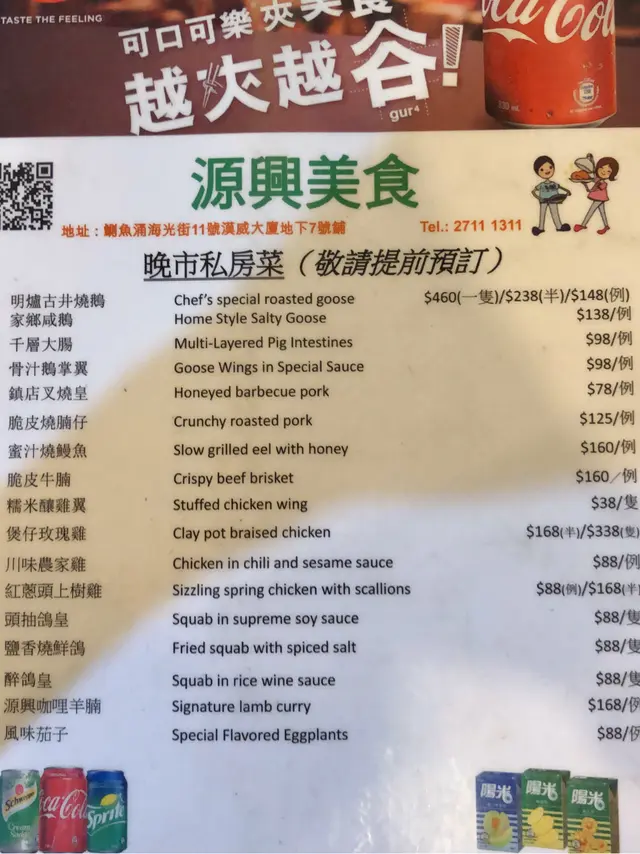 TASTE THE FEELING
可口可樂 夾美食
越夾越谷!
gur⁴
Coca-Cola
330 mL
源興美食
地址：鰂魚涌海光街11號漢威大廈地下7號鋪 Tel.: 2711 1311
晚市私房菜（敬請提前預訂）
明爐古井燒鵝 Chef's special roasted goose $460(一隻)/$238(半)/$148(例)
家鄉咸鵝 Home Style Salty Goose $138/例
千層大腸 Multi-Layered Pig Intestines $98/例
骨汁鵝掌翼 Goose Wings in Special Sauce $98/例
鎮店叉燒皇 Honeyed barbecue pork $78/例
脆皮燒腩仔 Crunchy roasted pork $125/例
蜜汁燒鰻魚 Slow grilled eel with honey $160/例
脆皮牛腩 Crispy beef brisket $160／例
糯米釀雞翼 Stuffed chicken wing $38/隻
煲仔玫瑰雞 Clay pot braised chicken $168(半)/$338(隻)
川味農家雞 Chicken in chili and sesame sauce $88/例
紅蔥頭上樹雞 Sizzling spring chicken with scallions $88(例)/$168(半
頭抽鴿皇 Squab in supreme soy sauce $88/隻
鹽香燒鮮鴿 Fried squab with spiced salt $88/隻
醉鴿皇 Squab in rice wine sauce $88/隻
源興咖哩羊腩 Signature lamb curry $168/例
風味茄子 Special Flavored Eggplants $88/例
Schweppes
Cream Soda
Coca-Cola
Sprite
陽光
陽光
陽光